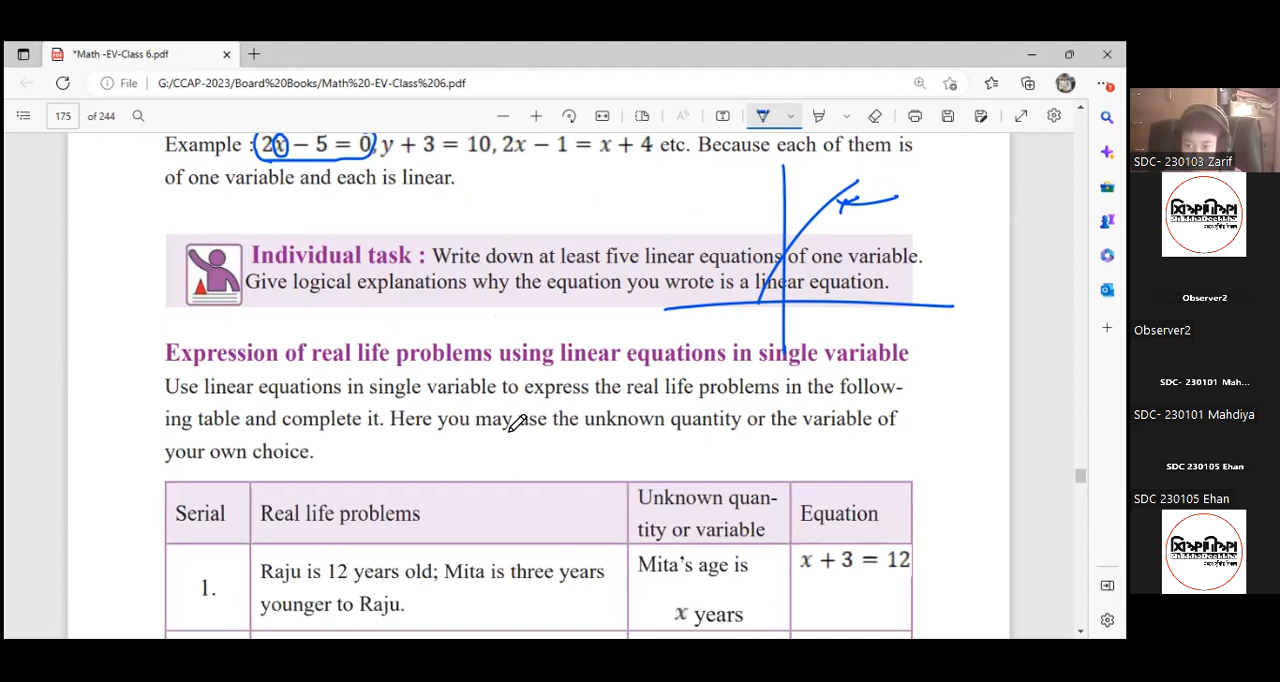 *Math -EV-Class 6.pdf
File G:/CCAP-2023/Board%20Books/Math%20-EV-Class%206.pdf
175 of 244
Example : 2x − 5 = 0, y + 3 = 10, 2x − 1 = x + 4 etc. Because each of them is
of one variable and each is linear.
Individual task : Write down at least five linear equations of one variable.
Give logical explanations why the equation you wrote is a linear equation.
Expression of real life problems using linear equations in single variable
Use linear equations in single variable to express the real life problems in the follow-
ing table and complete it. Here you may use the unknown quantity or the variable of
your own choice.
Serial
Real life problems
Unknown quan-
tity or variable
Equation
1.
Raju is 12 years old; Mita is three years
younger to Raju.
Mita's age is
x years
x + 3 = 12
SDC- 230103 Zarif
Observer2
Observer2
SDC- 230101 Mah...
SDC- 230101 Mahdiya
SDC 230105 Ehan
SDC 230105 Ehan